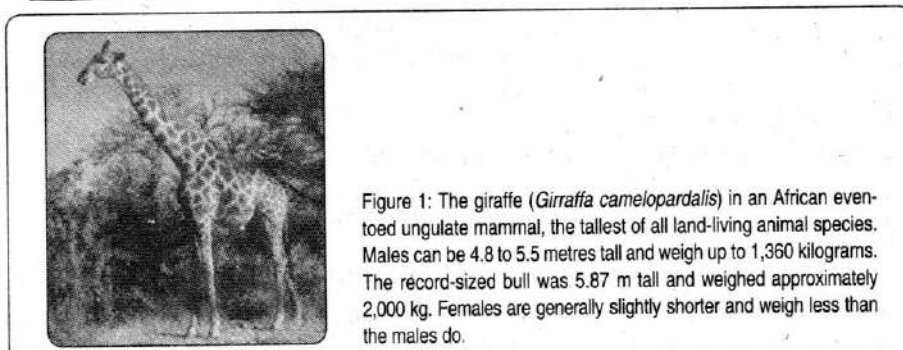 Figure 1: The giraffe (Girraffa camelopardalis) in an African even-
toed ungulate mammal, the tallest of all land-living animal species.
Males can be 4.8 to 5.5 metres tall and weigh up to 1,360 kilograms.
The record-sized bull was 5.87 m tall and weighed approximately
2,000 kg. Females are generally slightly shorter and weigh less than
the males do.